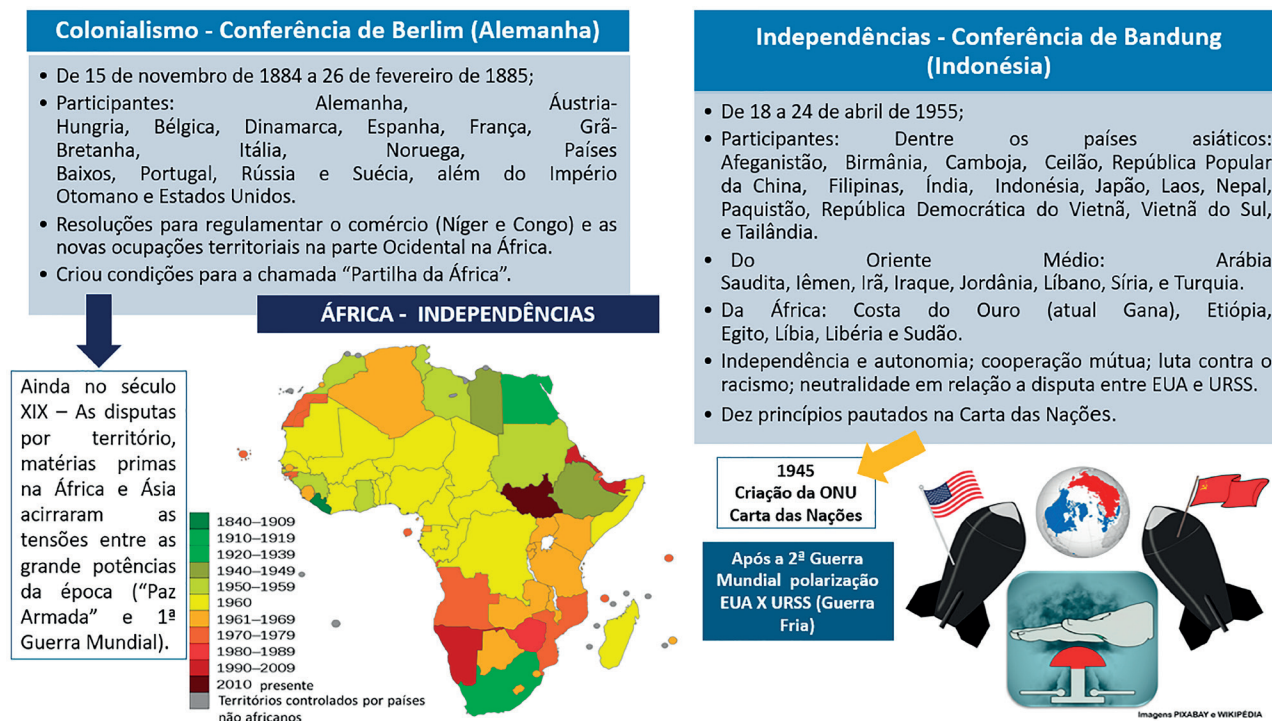 Colonialismo - Conferência de Berlim (Alemanha)
• De 15 de novembro de 1884 a 26 de fevereiro de 1885;
• Participantes: Alemanha, Áustria-
Hungria, Bélgica, Dinamarca, Espanha, França, Grã-
Bretanha, Itália, Noruega, Países
Baixos, Portugal, Rússia e Suécia, além do Império
Otomano e Estados Unidos.
• Resoluções para regulamentar o comércio (Níger e Congo) e as
novas ocupações territoriais na parte Ocidental na África.
• Criou condições para a chamada “Partilha da África”.
Ainda no século
XIX – As disputas
por território,
matérias primas
na África e Ásia
acirraram as
tensões entre as
grande potências
da época (“Paz
Armada” e 1ª
Guerra Mundial).
ÁFRICA - INDEPENDÊNCIAS
1840–1909
1910–1919
1920–1939
1940–1949
1950–1959
1960
1961–1969
1970–1979
1980–1989
1990–2009
2010 presente
Territórios controlados por países
não africanos
Independências - Conferência de Bandung
(Indonésia)
• De 18 a 24 de abril de 1955;
• Participantes: Dentre os países asiáticos:
Afeganistão, Birmânia, Camboja, Ceilão, República Popular
da China, Filipinas, Índia, Indonésia, Japão, Laos, Nepal,
Paquistão, República Democrática do Vietnã, Vietnã do Sul,
e Tailândia.
• Do Oriente Médio: Arábia
Saudita, Iêmen, Irã, Iraque, Jordânia, Líbano, Síria, e Turquia.
• Da África: Costa do Ouro (atual Gana), Etiópia,
Egito, Líbia, Libéria e Sudão.
• Independência e autonomia; cooperação mútua; luta contra o
racismo; neutralidade em relação a disputa entre EUA e URSS.
• Dez princípios pautados na Carta das Nações.
1945
Criação da ONU
Carta das Nações
Após a 2ª Guerra
Mundial polarização
EUA X URSS (Guerra
Fria)
Imagens PIXABAY e WIKIPÉDIA